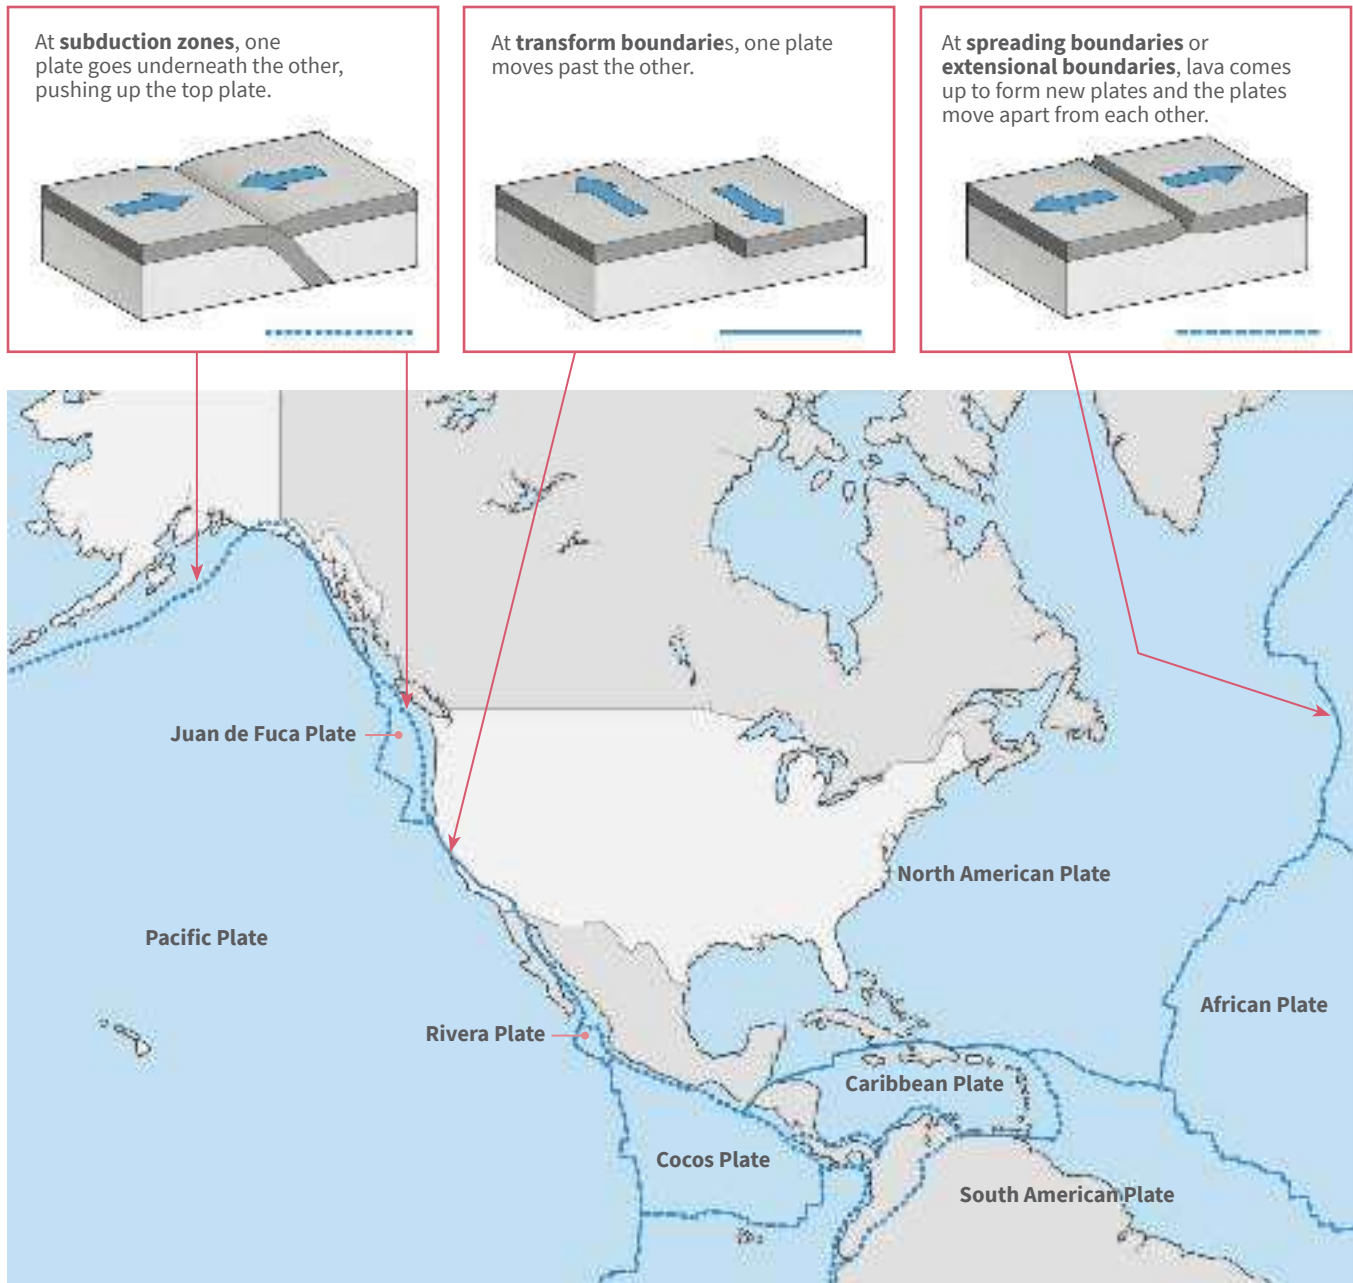 At subduction zones, one
plate goes underneath the other,
pushing up the top plate.
At transform boundaries, one plate
moves past the other.
At spreading boundaries or
extensional boundaries, lava comes
up to form new plates and the plates
move apart from each other.
Juan de Fuca Plate
North American Plate
Pacific Plate
African Plate
Rivera Plate
Caribbean Plate
Cocos Plate
South American Plate